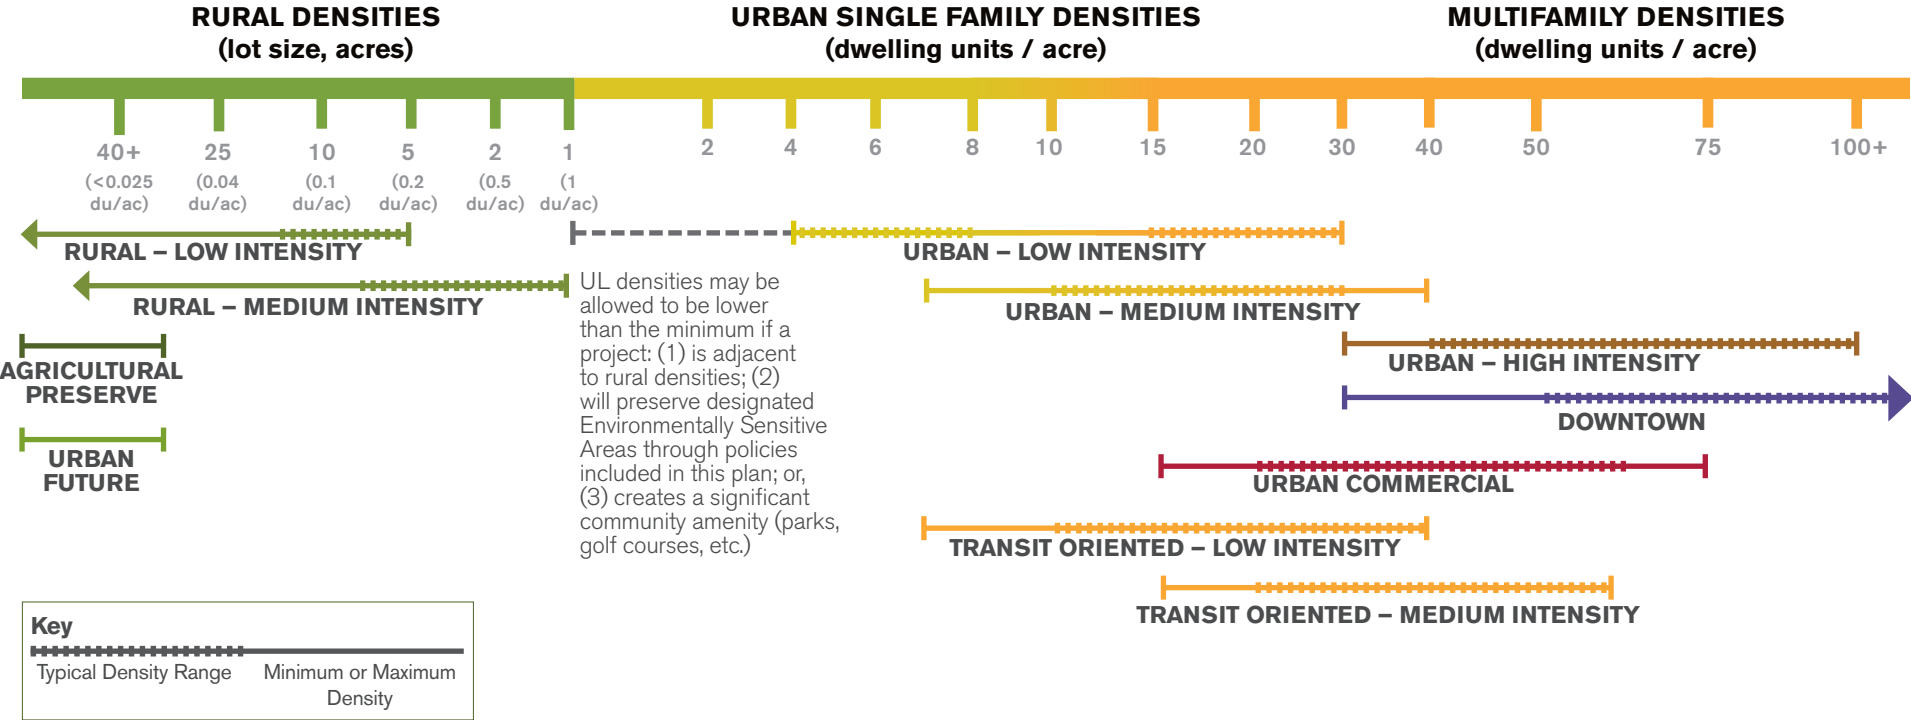 RURAL DENSITIES
(lot size, acres)
URBAN SINGLE FAMILY DENSITIES
(dwelling units / acre)
MULTIFAMILY DENSITIES
(dwelling units / acre)
40+
(<0.025
du/ac)
25
(0.04
du/ac)
10
(0.1
du/ac)
5
(0.2
du/ac)
2
(0.5
du/ac)
1
(1
du/ac)
2
4
6
8
10
15
20
30
40
50
75
100+
RURAL – LOW INTENSITY
RURAL – MEDIUM INTENSITY
AGRICULTURAL
PRESERVE
URBAN
FUTURE
UL densities may be
allowed to be lower
than the minimum if a
project: (1) is adjacent
to rural densities; (2)
will preserve designated
Environmentally Sensitive
Areas through policies
included in this plan; or,
(3) creates a significant
community amenity (parks,
golf courses, etc.)
URBAN – LOW INTENSITY
URBAN – MEDIUM INTENSITY
URBAN – HIGH INTENSITY
DOWNTOWN
URBAN COMMERCIAL
TRANSIT ORIENTED – LOW INTENSITY
TRANSIT ORIENTED – MEDIUM INTENSITY
Key
Typical Density Range
Minimum or Maximum
Density